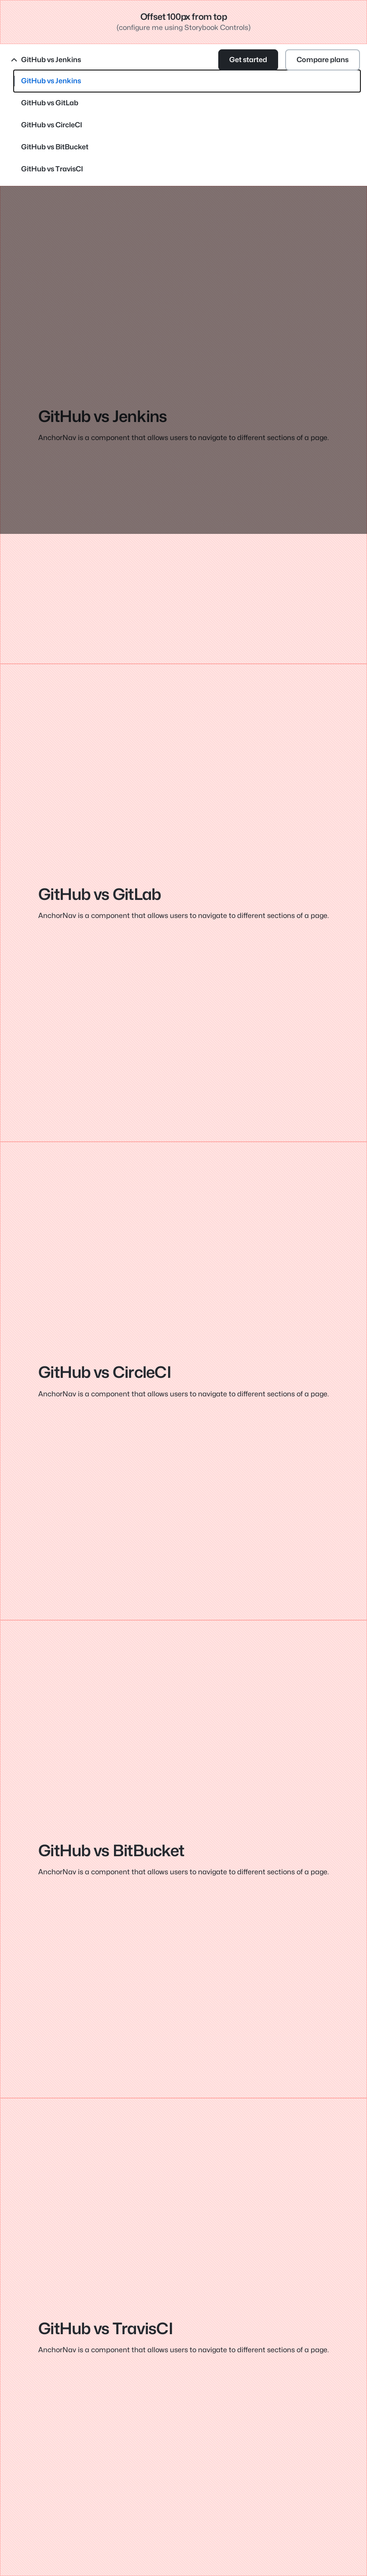 Offset 100px from top
(configure me using Storybook Controls)
GitHub vs Jenkins
Get started
Compare plans
GitHub vs Jenkins
GitHub vs GitLab
GitHub vs CircleCI
GitHub vs BitBucket
GitHub vs TravisCI
GitHub vs Jenkins
AnchorNav is a component that allows users to navigate to different sections of a page.
GitHub vs GitLab
AnchorNav is a component that allows users to navigate to different sections of a page.
GitHub vs CircleCI
AnchorNav is a component that allows users to navigate to different sections of a page.
GitHub vs BitBucket
AnchorNav is a component that allows users to navigate to different sections of a page.
GitHub vs TravisCI
AnchorNav is a component that allows users to navigate to different sections of a page.